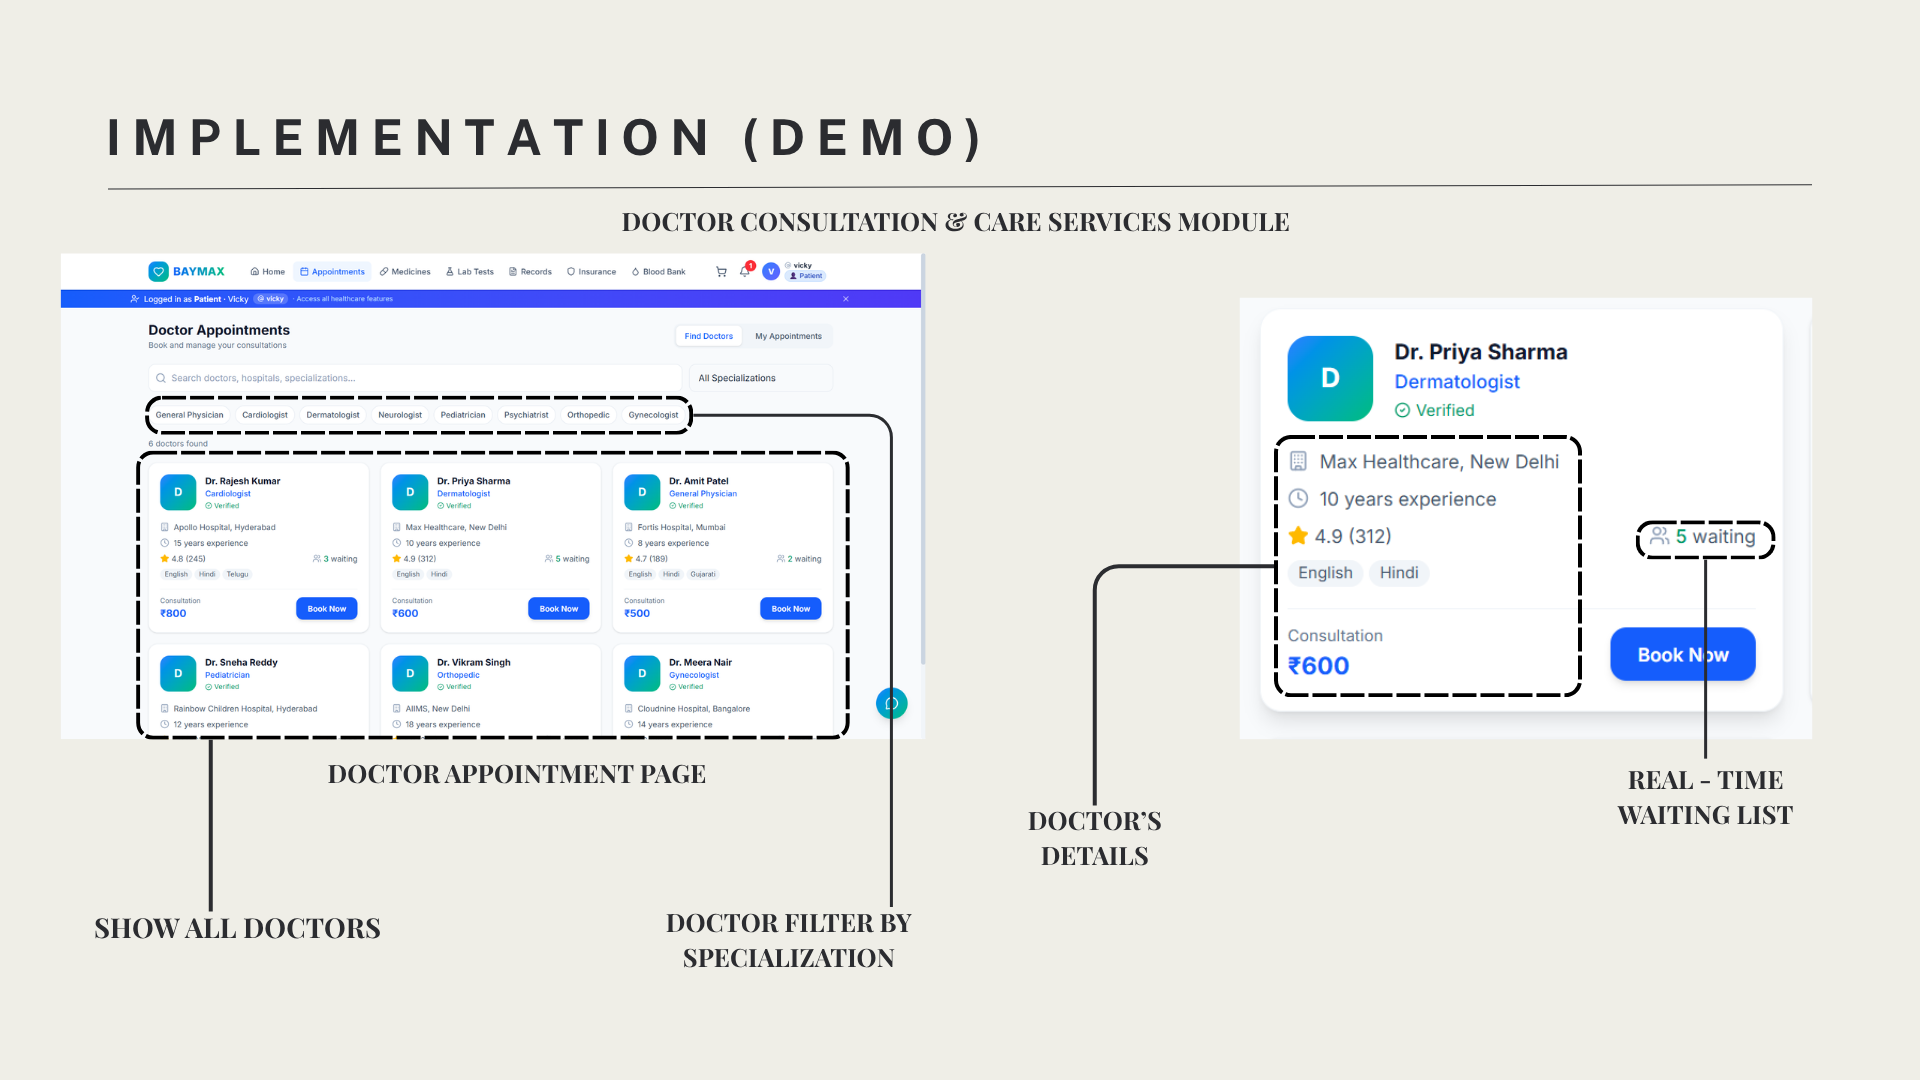 IMPLEMENTATION (DEMO)
DOCTOR CONSULTATION & CARE SERVICES MODULE
BAYMAX
Home
Appointments
Medicines
Lab Tests
Records
Insurance
Blood Bank
1
V
@ vicky
Patient
Logged in as Patient · Vicky @ vicky · Access all healthcare features
Doctor Appointments
Book and manage your consultations
Find Doctors
My Appointments
Search doctors, hospitals, specializations...
All Specializations
General Physician
Cardiologist
Dermatologist
Neurologist
Pediatrician
Psychiatrist
Orthopedic
Gynecologist
6 doctors found
D
Dr. Rajesh Kumar
Cardiologist
Verified
Apollo Hospital, Hyderabad
15 years experience
4.8 (245)
3 waiting
English Hindi Telugu
Consultation
₹800
Book Now
D
Dr. Priya Sharma
Dermatologist
Verified
Max Healthcare, New Delhi
10 years experience
4.9 (312)
5 waiting
English Hindi
Consultation
₹600
Book Now
D
Dr. Amit Patel
General Physician
Verified
Fortis Hospital, Mumbai
8 years experience
4.7 (189)
2 waiting
English Hindi Gujarati
Consultation
₹500
Book Now
D
Dr. Sneha Reddy
Pediatrician
Verified
Rainbow Children Hospital, Hyderabad
12 years experience
D
Dr. Vikram Singh
Orthopedic
Verified
AIIMS, New Delhi
18 years experience
D
Dr. Meera Nair
Gynecologist
Verified
Cloudnine Hospital, Bangalore
14 years experience
DOCTOR APPOINTMENT PAGE
SHOW ALL DOCTORS
DOCTOR FILTER BY
SPECIALIZATION
D
Dr. Priya Sharma
Dermatologist
Verified
Max Healthcare, New Delhi
10 years experience
4.9 (312)
5 waiting
English Hindi
Consultation
₹600
Book Now
DOCTOR'S
DETAILS
REAL - TIME
WAITING LIST